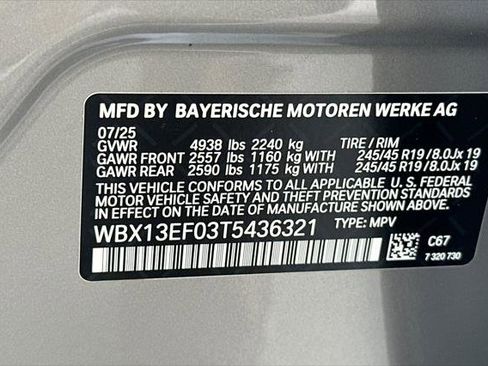 MFD BY BAYERISCHE MOTOREN WERKE AG
07/25
GVWR 4938 lbs 2240 kg TIRE / RIM
GAWR FRONT 2557 lbs 1160 kg WITH 245/45 R19/8.0Jx19
GAWR REAR 2590 lbs 1175 kg WITH 245/45 R19/8.0Jx19
THIS VEHICLE CONFORMS TO ALL APPLICABLE U.S. FEDERAL
MOTOR VEHICLE SAFETY, BUMPER, AND THEFT PREVENTION
STANDARDS IN EFFECT ON THE DATE OF MANUFACTURE SHOWN ABOVE.
WBX13EF03T5436321 TYPE: MPV
C67
7 320 730